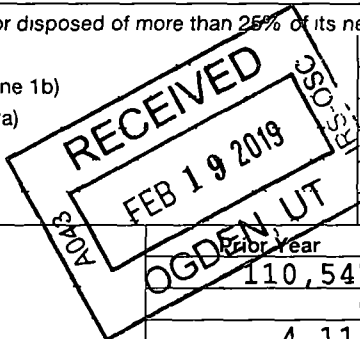 or disposed of more than 25% of its ne
ne 1b)
a)
RECEIVED
A043
FEB 19 2019
IRS-OSC
OGDEN, UT
Prior Year
110,54
4,11